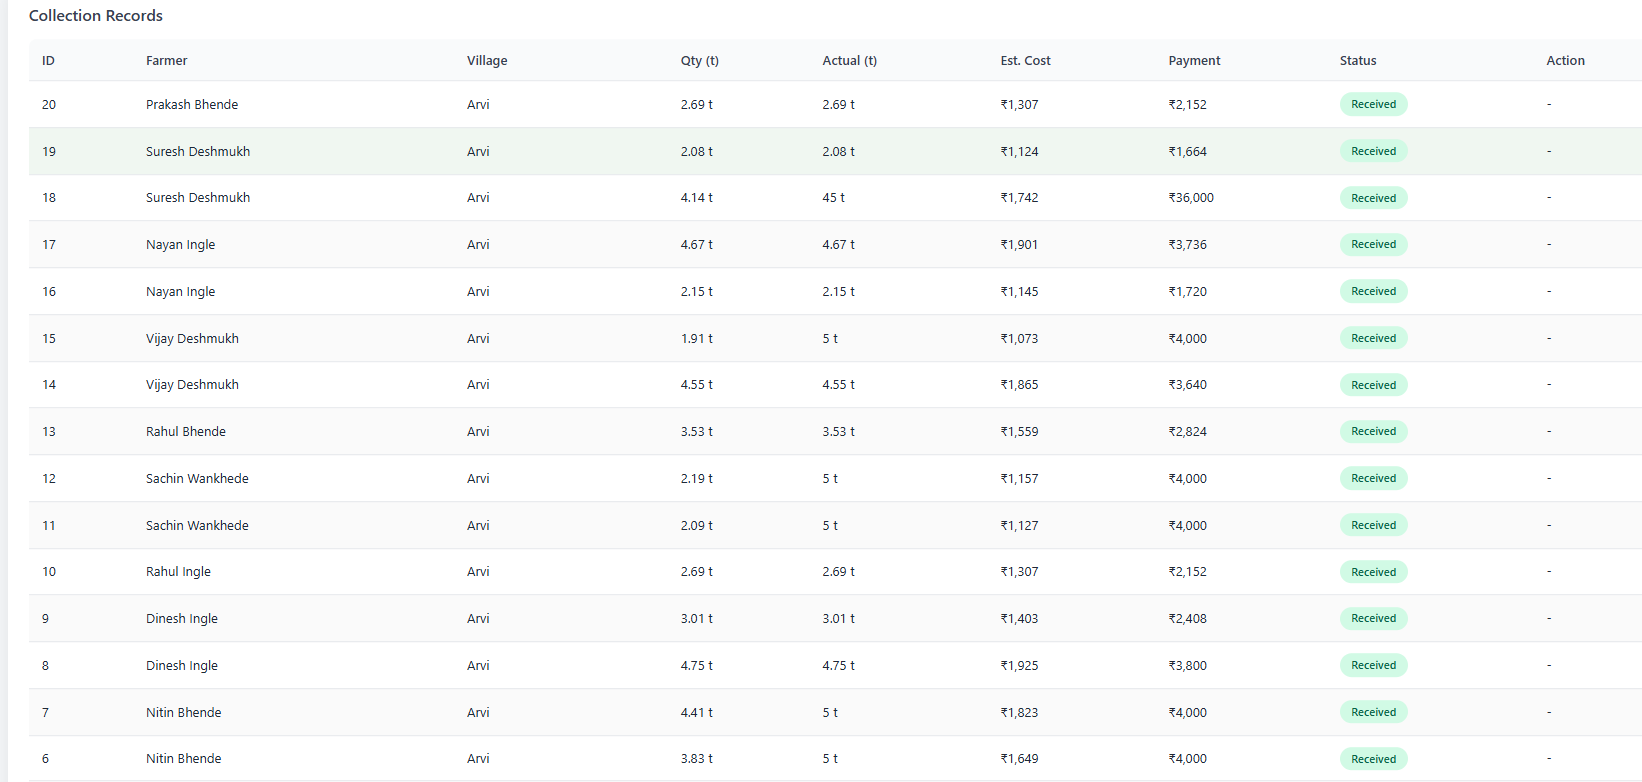 Collection Records
ID Farmer Village Qty (t) Actual (t) Est. Cost Payment Status Action
20 Prakash Bhende Arvi 2.69 t 2.69 t ₹1,307 ₹2,152 Received -
19 Suresh Deshmukh Arvi 2.08 t 2.08 t ₹1,124 ₹1,664 Received -
18 Suresh Deshmukh Arvi 4.14 t 45 t ₹1,742 ₹36,000 Received -
17 Nayan Ingle Arvi 4.67 t 4.67 t ₹1,901 ₹3,736 Received -
16 Nayan Ingle Arvi 2.15 t 2.15 t ₹1,145 ₹1,720 Received -
15 Vijay Deshmukh Arvi 1.91 t 5 t ₹1,073 ₹4,000 Received -
14 Vijay Deshmukh Arvi 4.55 t 4.55 t ₹1,865 ₹3,640 Received -
13 Rahul Bhende Arvi 3.53 t 3.53 t ₹1,559 ₹2,824 Received -
12 Sachin Wankhede Arvi 2.19 t 5 t ₹1,157 ₹4,000 Received -
11 Sachin Wankhede Arvi 2.09 t 5 t ₹1,127 ₹4,000 Received -
10 Rahul Ingle Arvi 2.69 t 2.69 t ₹1,307 ₹2,152 Received -
9 Dinesh Ingle Arvi 3.01 t 3.01 t ₹1,403 ₹2,408 Received -
8 Dinesh Ingle Arvi 4.75 t 4.75 t ₹1,925 ₹3,800 Received -
7 Nitin Bhende Arvi 4.41 t 5 t ₹1,823 ₹4,000 Received -
6 Nitin Bhende Arvi 3.83 t 5 t ₹1,649 ₹4,000 Received -